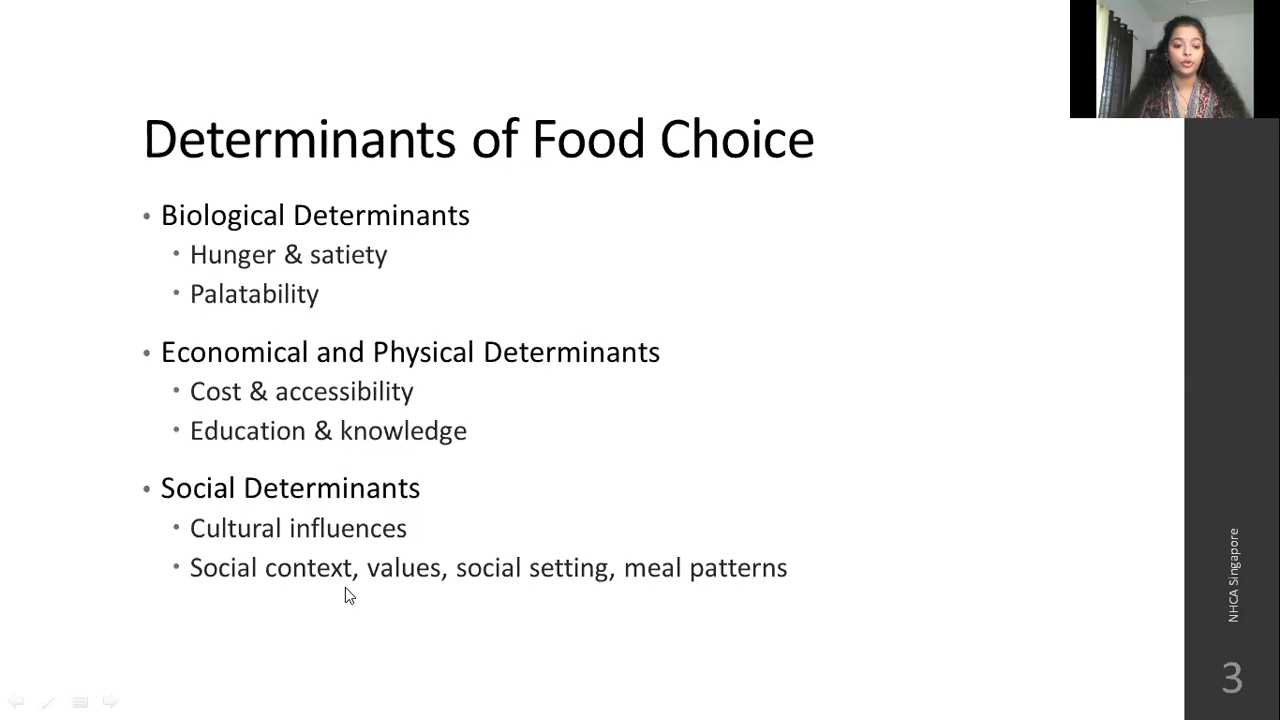 Determinants of Food Choice
• Biological Determinants
• Hunger & satiety
• Palatability
• Economical and Physical Determinants
• Cost & accessibility
• Education & knowledge
• Social Determinants
• Cultural influences
• Social context, values, social setting, meal patterns
NHCA Singapore
3